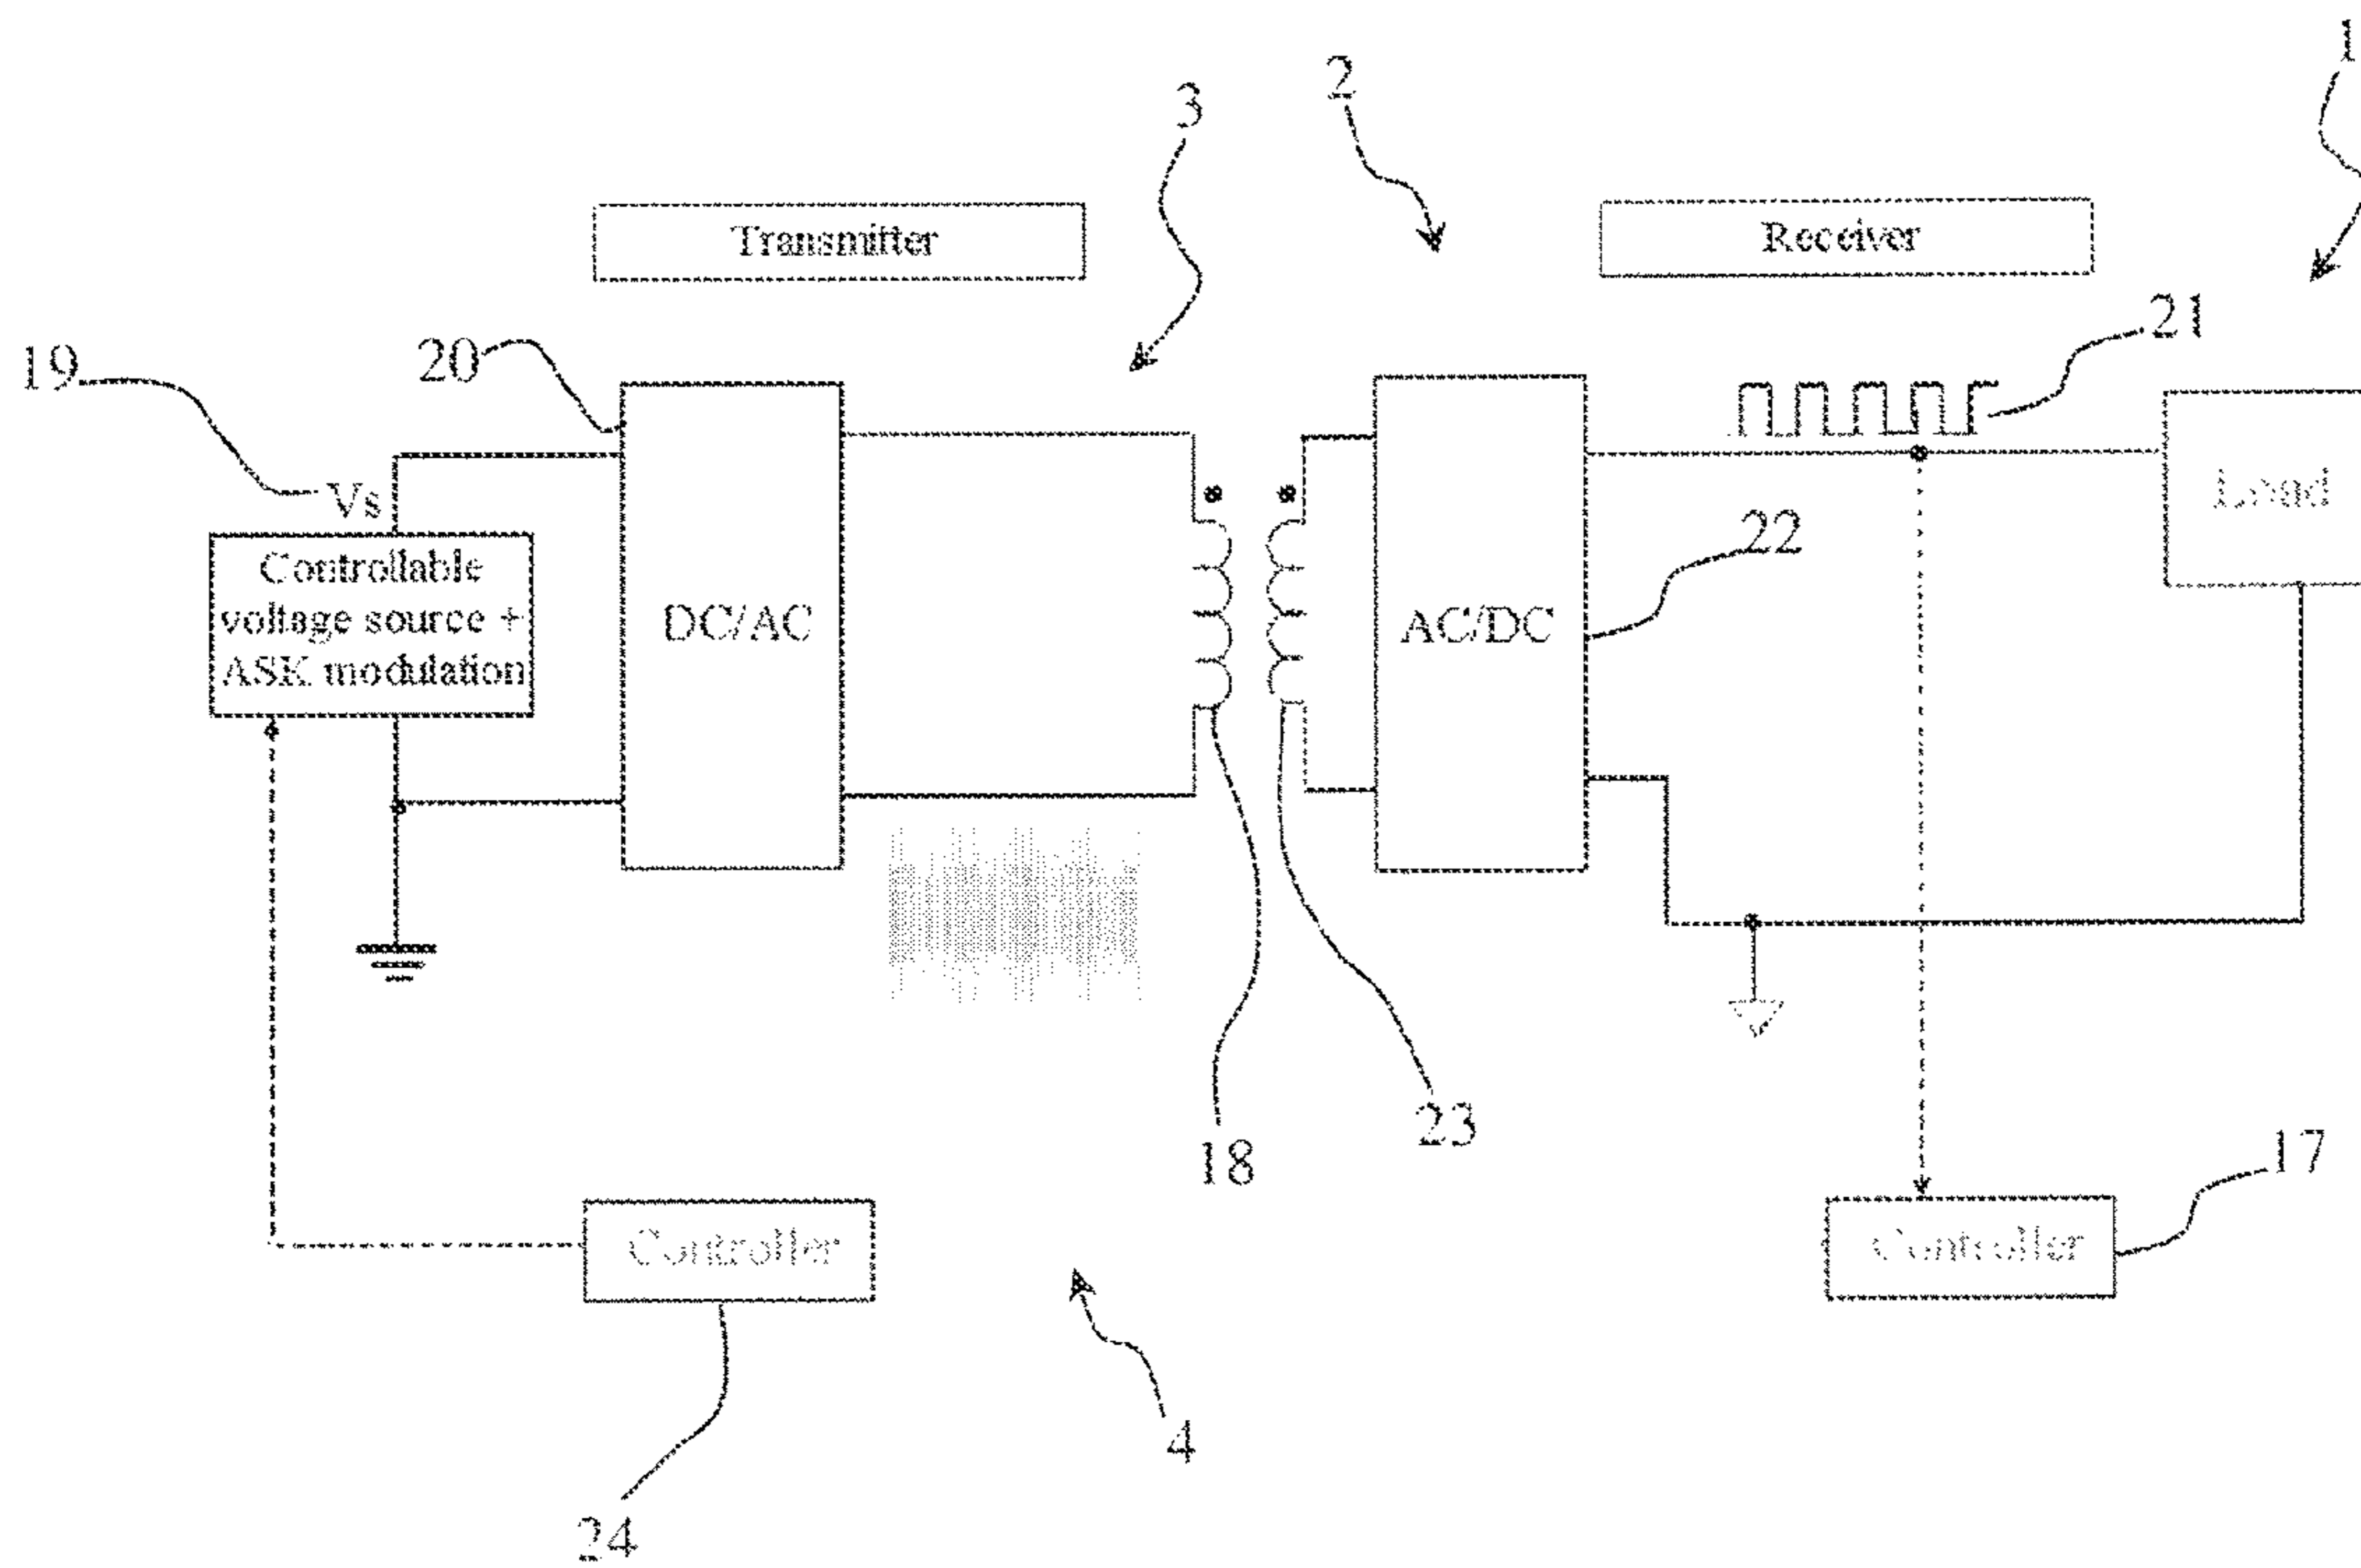 1
2
3
Transmitter
Receiver
21
19
20
Vs
Load
Controllable
voltage source +
ASK modulation
DC/AC
AC/DC
22
18
23
17
Controller
Controller
4
24